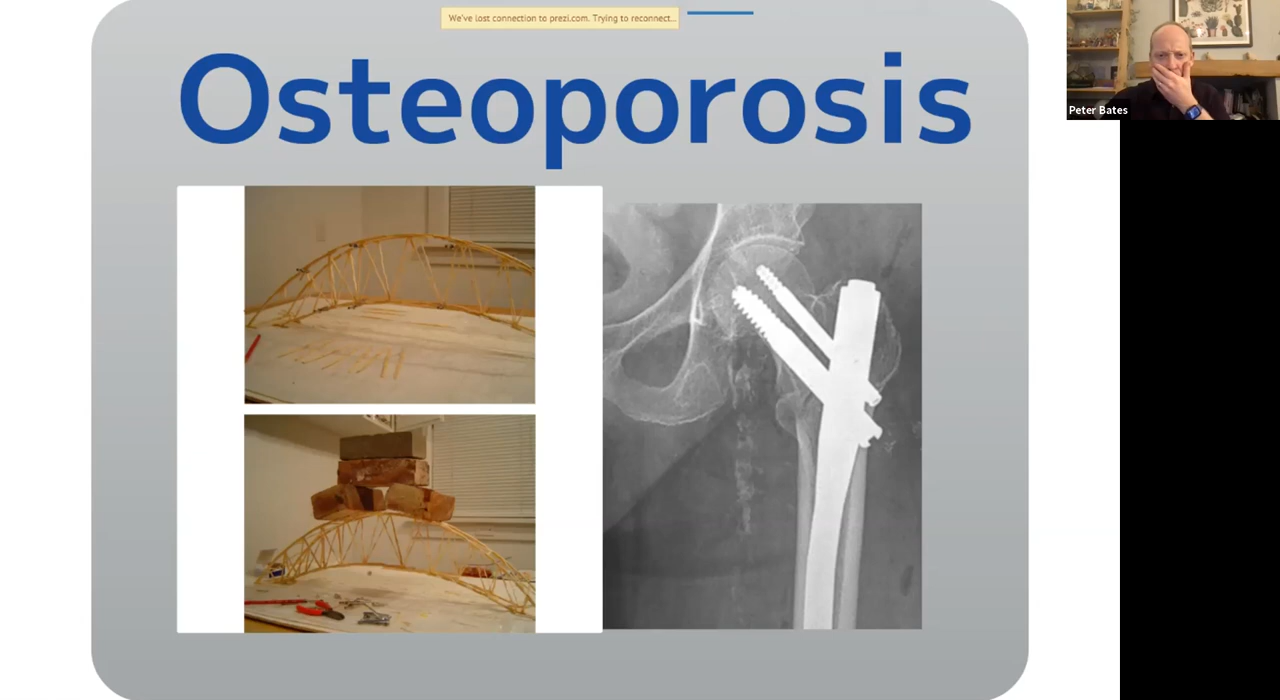 We've lost connection to prezi.com. Trying to reconnect...
Osteoporosis
Peter Bates